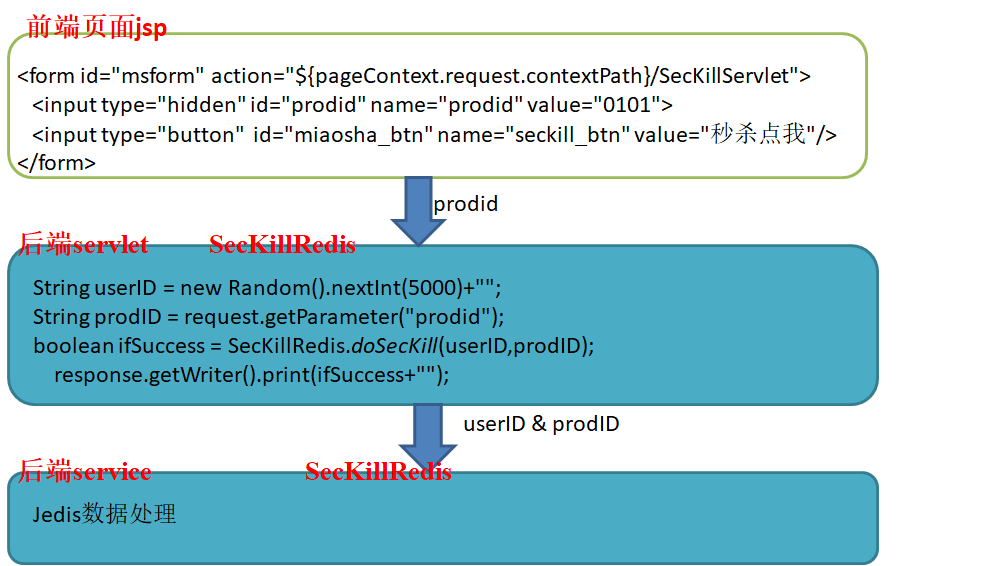 前端页面jsp
<form id="msform" action="${pageContext.request.contextPath}/SecKillServlet">
<input type="hidden" id="prodid" name="prodid" value="0101">
<input type="button" id="miaosha_btn" name="seckill_btn" value="秒杀点我"/>
</form>
prodid
后端servlet SecKillRedis
String userID = new Random().nextInt(5000)+"";
String prodID = request.getParameter("prodid");
boolean ifSuccess = SecKillRedis.doSecKill(userID,prodID);
response.getWriter().print(ifSuccess+"");
userID & prodID
后端service SecKillRedis
Jedis数据处理